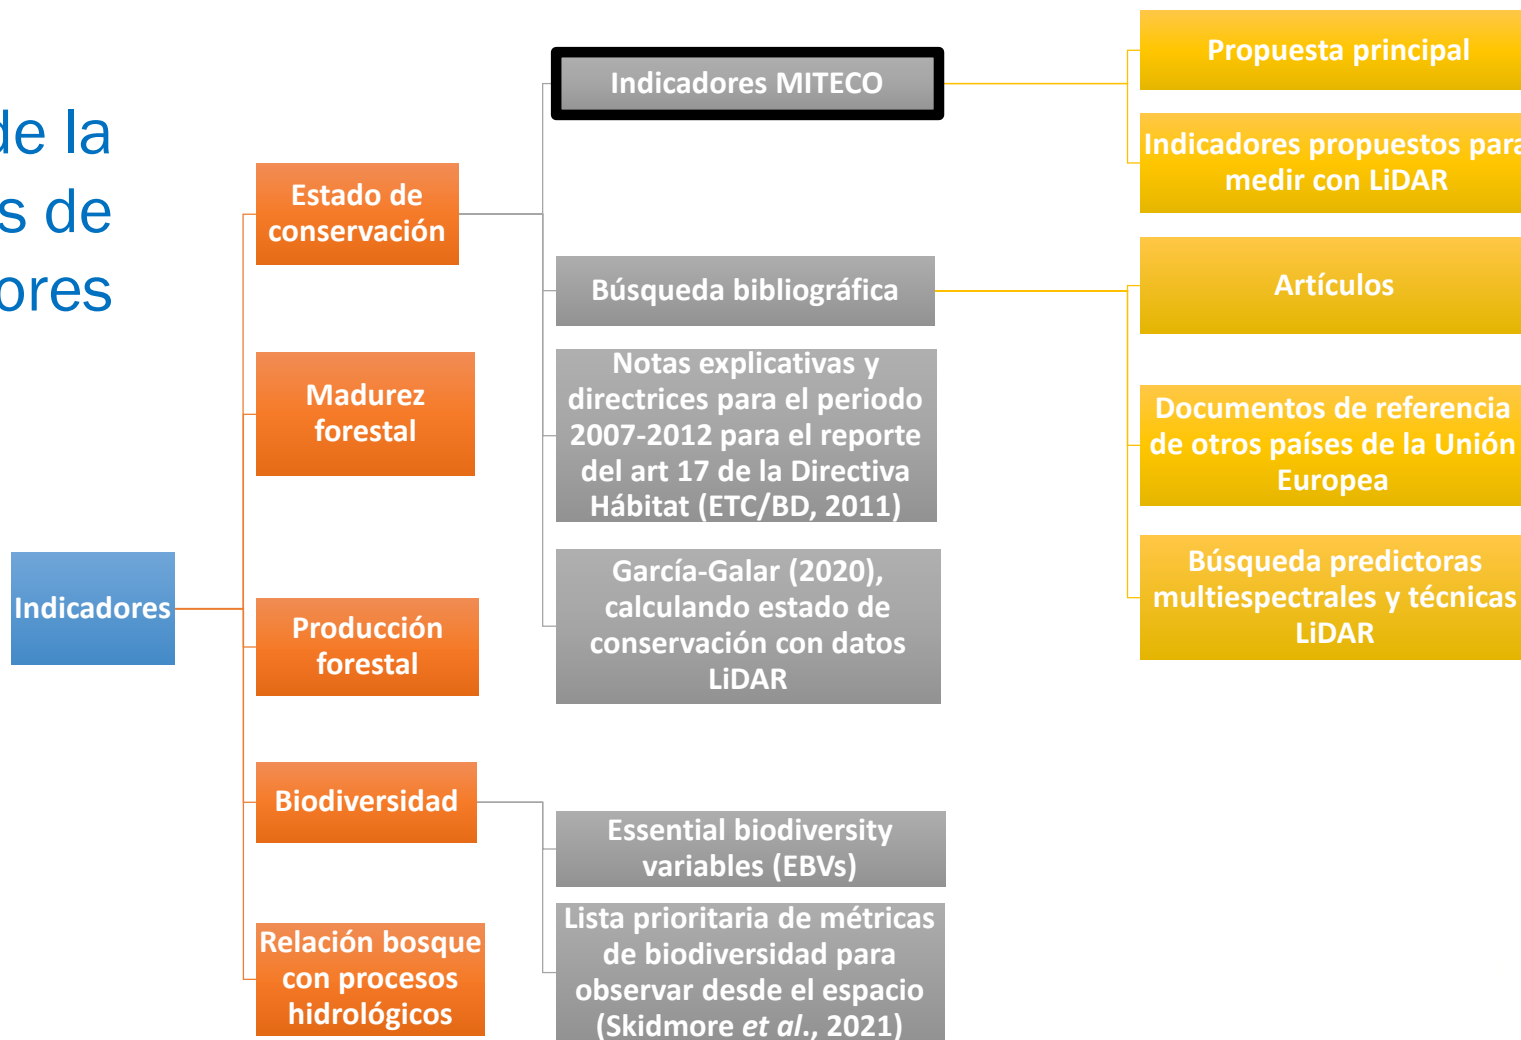 de la
s de
ores
Indicadores
Estado de
conservación
Madurez
forestal
Producción
forestal
Biodiversidad
Relación bosque
con procesos
hidrológicos
Indicadores MITECO
Búsqueda bibliográfica
Notas explicativas y
directrices para el periodo
2007-2012 para el reporte
del art 17 de la Directiva
Hábitat (ETC/BD, 2011)
García-Galar (2020),
calculando estado de
conservación con datos
LiDAR
Essential biodiversity
variables (EBVs)
Lista prioritaria de métricas
de biodiversidad para
observar desde el espacio
(Skidmore et al., 2021)
Propuesta principal
Indicadores propuestos para
medir con LiDAR
Artículos
Documentos de referencia
de otros países de la Unión
Europea
Búsqueda predictoras
multiespectrales y técnicas
LiDAR